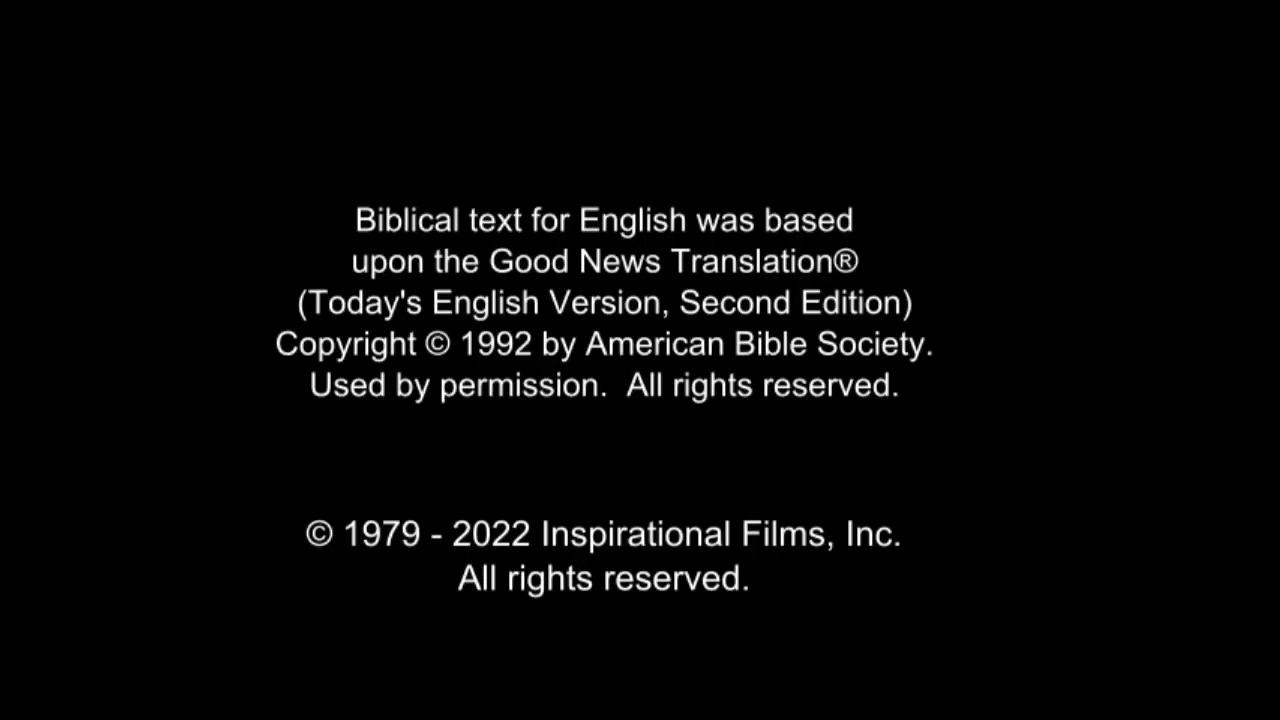 Biblical text for English was based
upon the Good News Translation®
(Today's English Version, Second Edition)
Copyright © 1992 by American Bible Society.
Used by permission.  All rights reserved.
© 1979 - 2022 Inspirational Films, Inc.
All rights reserved.